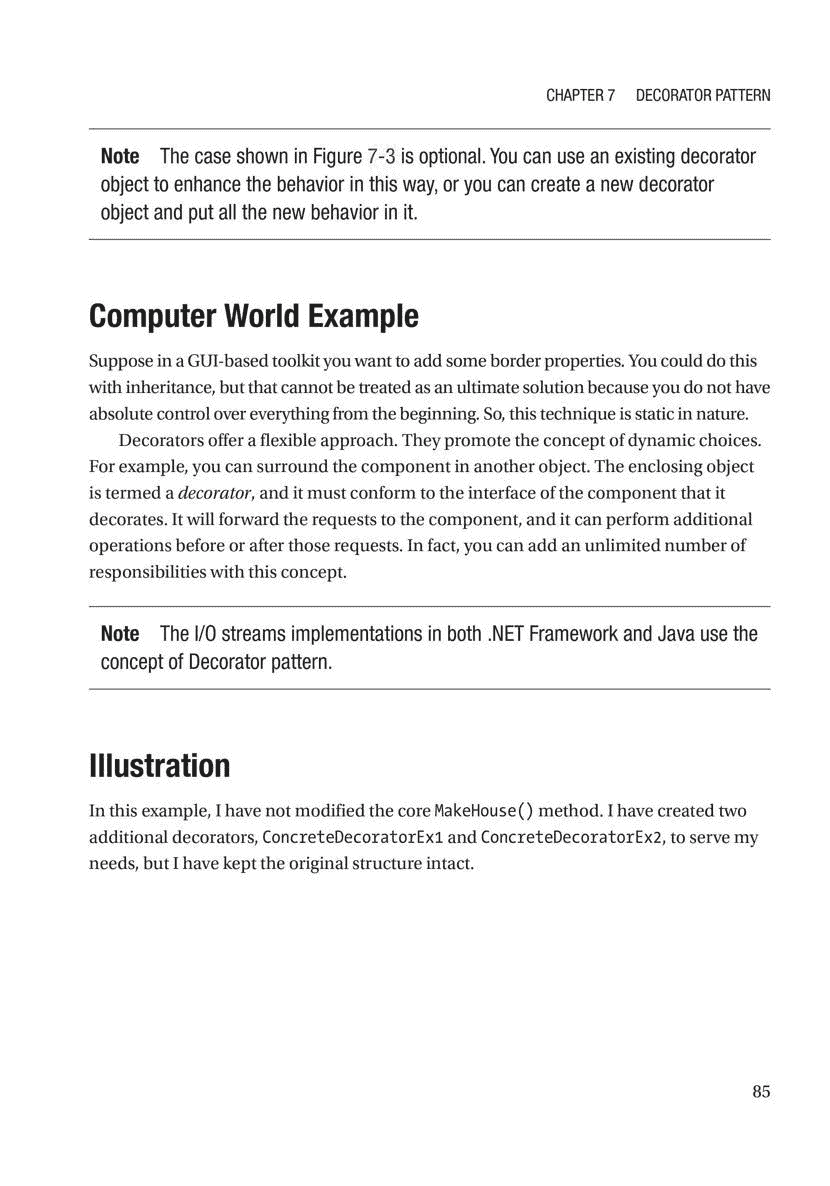 CHAPTER 7 DECORATOR PATTERN
Note The case shown in Figure 7-3 is optional. You can use an existing decorator
object to enhance the behavior in this way, or you can create a new decorator
object and put all the new behavior in it.
Computer World Example
Suppose in a GUI-based toolkit you want to add some border properties. You could do this
with inheritance, but that cannot be treated as an ultimate solution because you do not have
absolute control over everything from the beginning. So, this technique is static in nature.
Decorators offer a flexible approach. They promote the concept of dynamic choices.
For example, you can surround the component in another object. The enclosing object
is termed a decorator, and it must conform to the interface of the component that it
decorates. It will forward the requests to the component, and it can perform additional
operations before or after those requests. In fact, you can add an unlimited number of
responsibilities with this concept.
Note The I/O streams implementations in both .NET Framework and Java use the
concept of Decorator pattern.
Illustration
In this example, I have not modified the core MakeHouse() method. I have created two
additional decorators, ConcreteDecoratorEx1 and ConcreteDecoratorEx2, to serve my
needs, but I have kept the original structure intact.
85